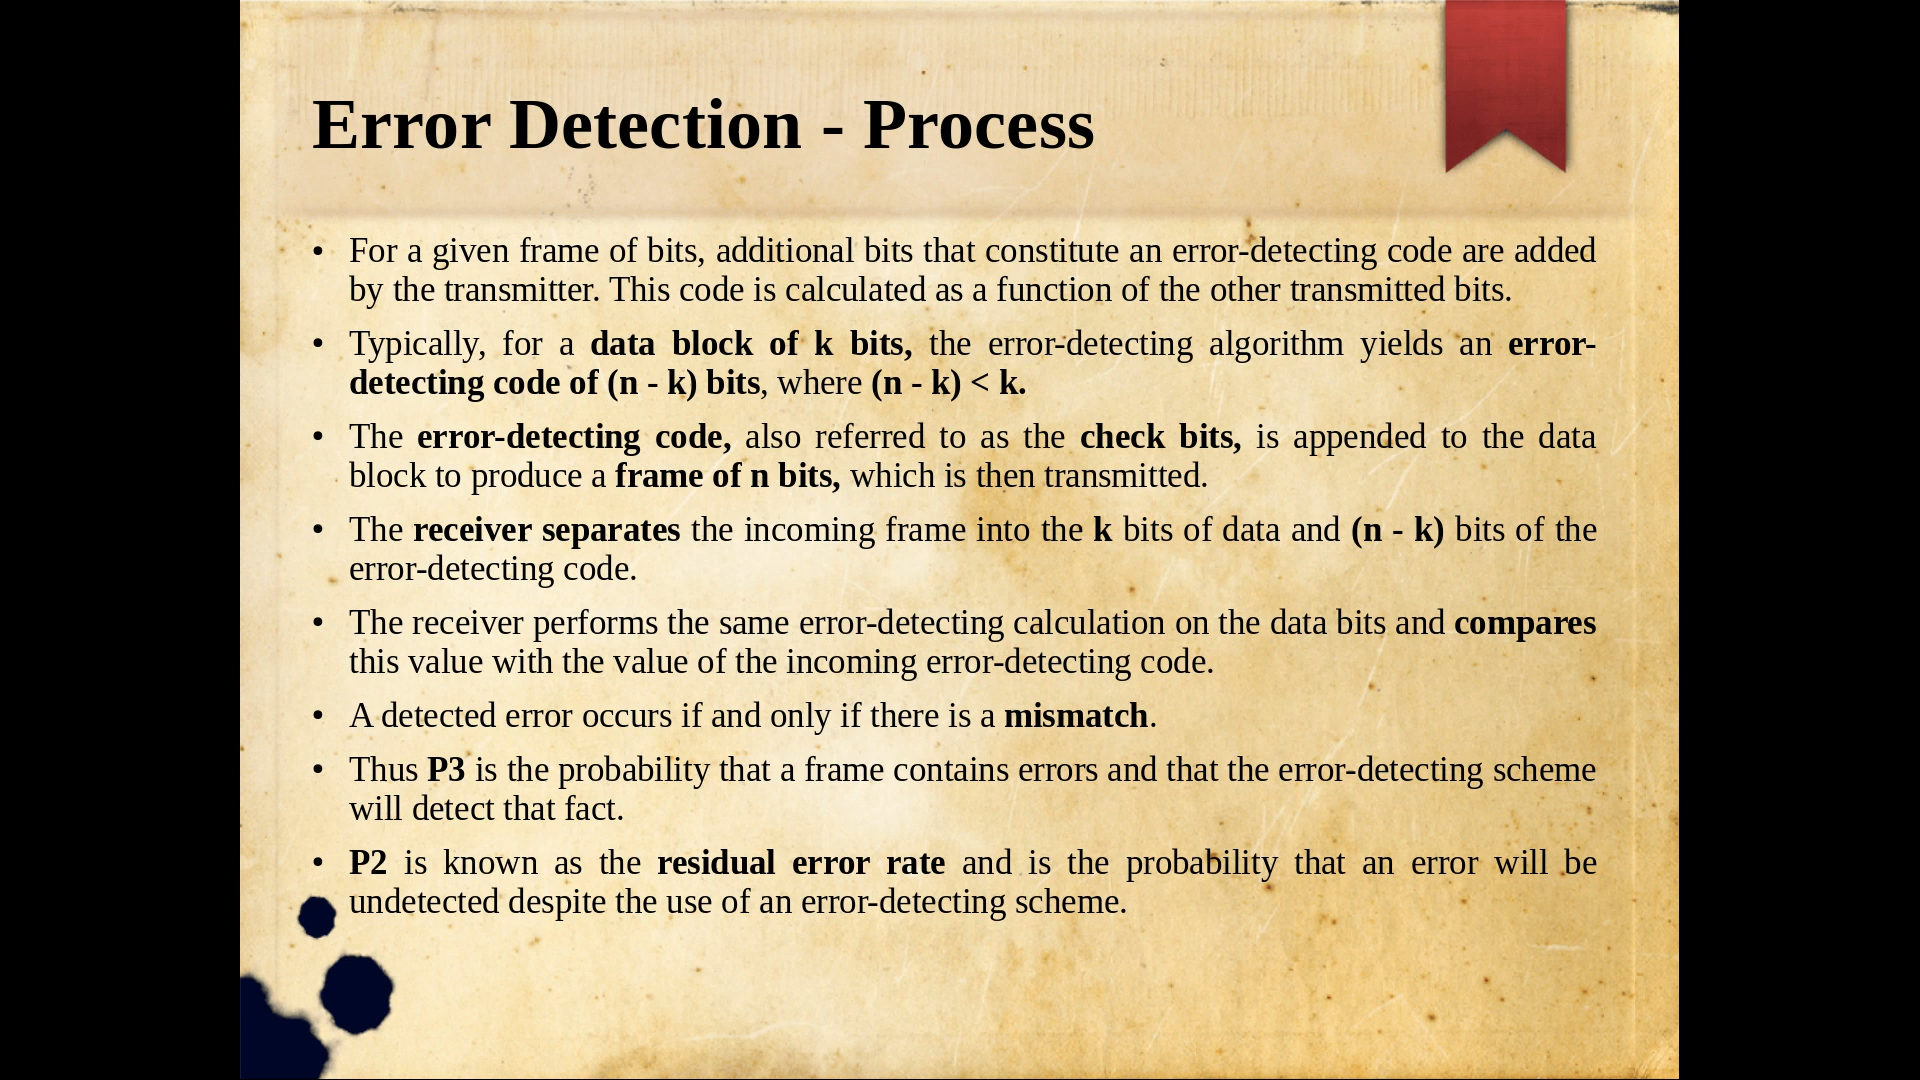 Error Detection - Process
• For a given frame of bits, additional bits that constitute an error-detecting code are added
by the transmitter. This code is calculated as a function of the other transmitted bits.
• Typically, for a data block of k bits, the error-detecting algorithm yields an error-
detecting code of (n - k) bits, where (n - k) < k.
• The error-detecting code, also referred to as the check bits, is appended to the data
block to produce a frame of n bits, which is then transmitted.
• The receiver separates the incoming frame into the k bits of data and (n - k) bits of the
error-detecting code.
• The receiver performs the same error-detecting calculation on the data bits and compares
this value with the value of the incoming error-detecting code.
• A detected error occurs if and only if there is a mismatch.
• Thus P3 is the probability that a frame contains errors and that the error-detecting scheme
will detect that fact.
• P2 is known as the residual error rate and is the probability that an error will be
undetected despite the use of an error-detecting scheme.